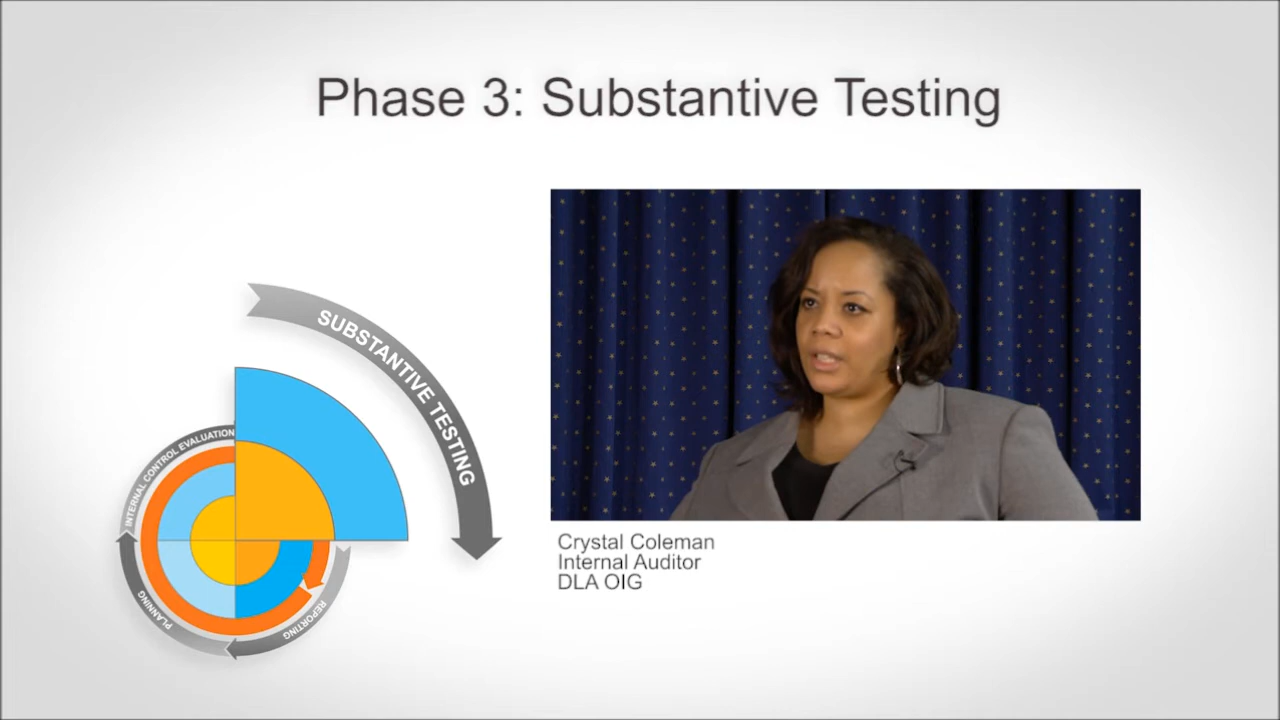 Phase 3: Substantive Testing
SUBSTANTIVE TESTING
INTERNAL CONTROL EVALUATION
PLANNING
REPORTING
Crystal Coleman
Internal Auditor
DLA OIG